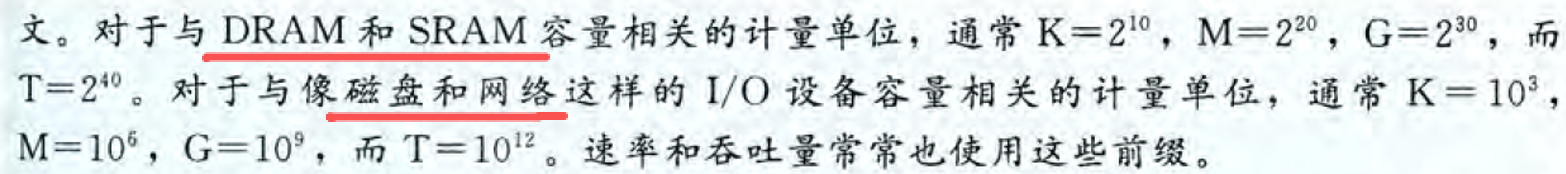 文。对于与 DRAM 和 SRAM 容量相关的计量单位，通常 K=2¹⁰，M=2²⁰，G=2³⁰，而
T=2⁴⁰。对于与像磁盘和网络这样的 I/O 设备容量相关的计量单位，通常 K=10³，
M=10⁶，G=10⁹，而 T=10¹²。速率和吞吐量常常也使用这些前缀。